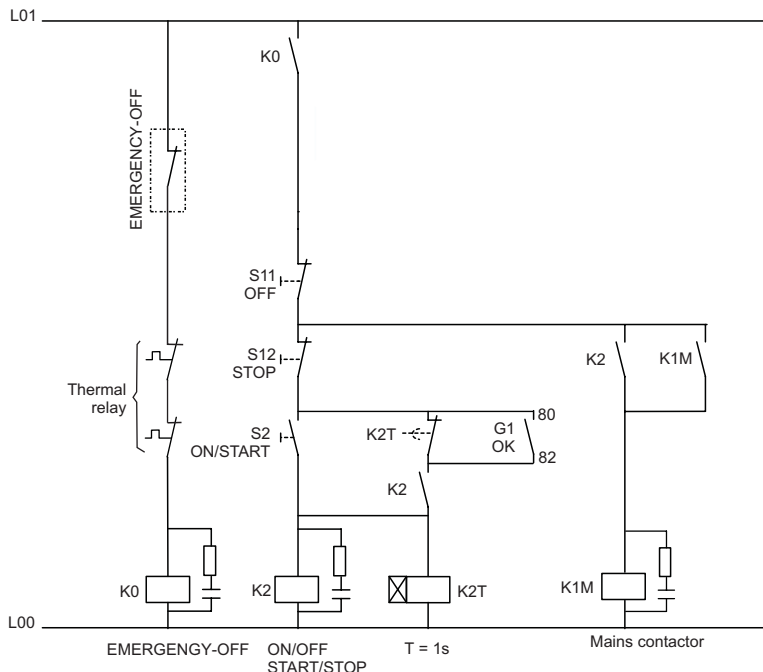 L01
K0
EMERGENCY-OFF
S11
OFF
S12
STOP
K2
K1M
Thermal
relay
S2
ON/START
K2T
G1
OK
80
82
K2
K0
K2
K2T
K1M
L00
EMERGENGY-OFF
ON/OFF
START/STOP
T = 1s
Mains contactor